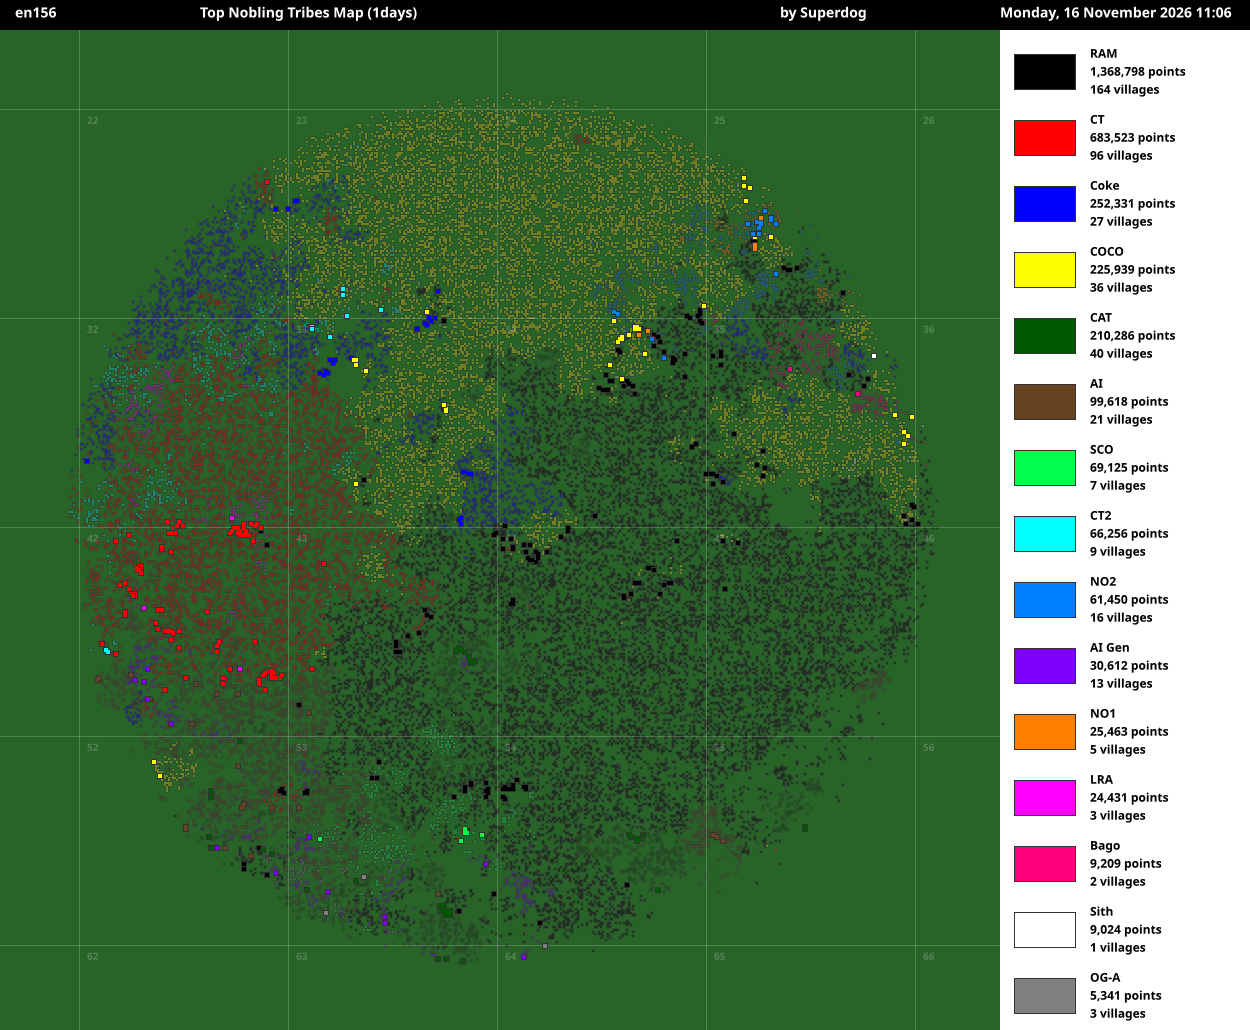 en156 Top Nobling Tribes Map (1days) by Superdog Monday, 16 November 2026 11:06
RAM
1,368,798 points
164 villages
CT
683,523 points
96 villages
Coke
252,331 points
27 villages
COCO
225,939 points
36 villages
CAT
210,286 points
40 villages
AI
99,618 points
21 villages
SCO
69,125 points
7 villages
CT2
66,256 points
9 villages
NO2
61,450 points
16 villages
AI Gen
30,612 points
13 villages
NO1
25,463 points
5 villages
LRA
24,431 points
3 villages
Bago
9,209 points
2 villages
Sith
9,024 points
1 villages
OG-A
5,341 points
3 villages
22 23 24 25 26
32 33 34 35 36
42 43 46
52 53 54 55 56
62 63 64 65 66